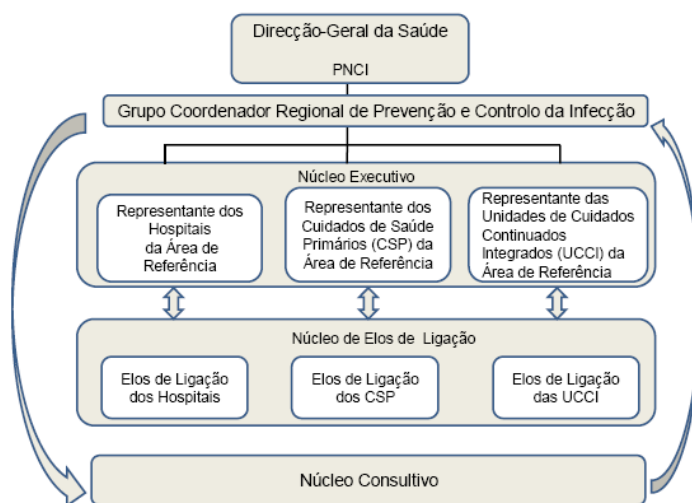 Direcção-Geral da Saúde
PNCI
Grupo Coordenador Regional de Prevenção e Controlo da Infecção
Núcleo Executivo
Representante dos
Hospitais
da Área de
Referência
Representante dos
Cuidados de Saúde
Primários (CSP) da
Área de Referência
Representante das
Unidades de Cuidados
Continuados
Integrados (UCCI) da
Área de Referência
Núcleo de Elos de Ligação
Elos de Ligação
dos Hospitais
Elos de Ligação
dos CSP
Elos de Ligação
das UCCI
Núcleo Consultivo